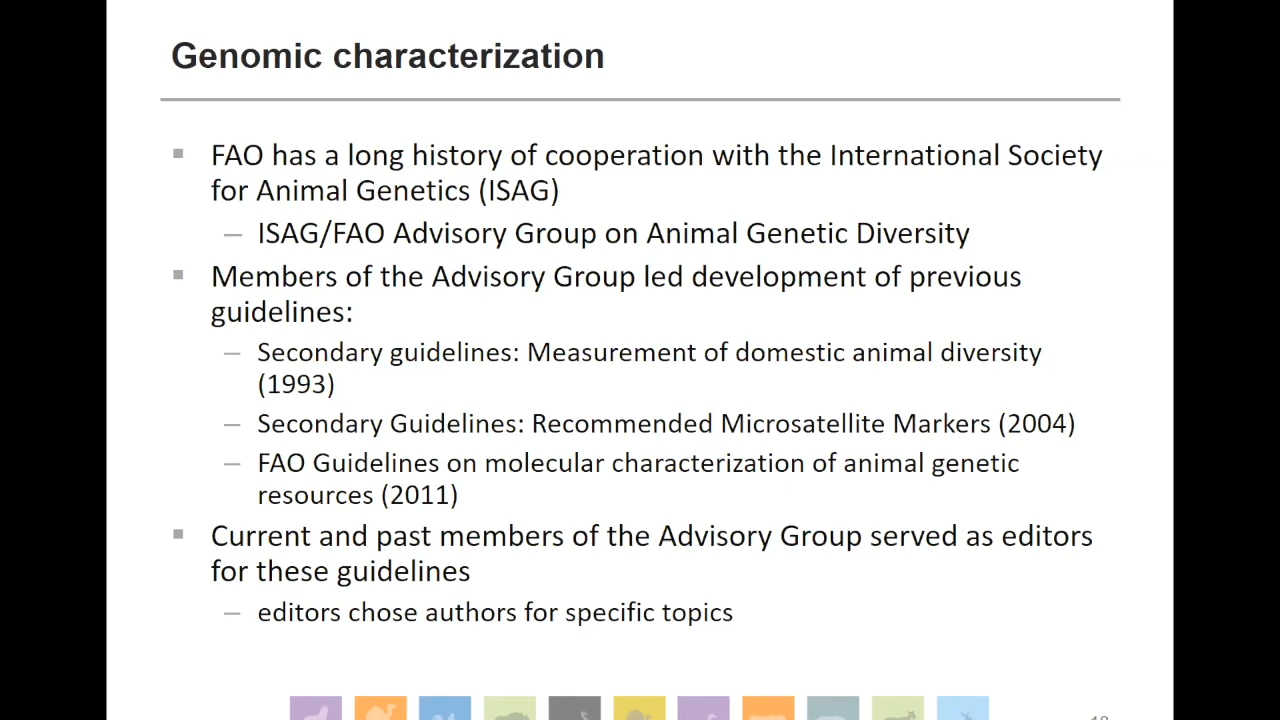 Genomic characterization
FAO has a long history of cooperation with the International Society
for Animal Genetics (ISAG)
– ISAG/FAO Advisory Group on Animal Genetic Diversity
Members of the Advisory Group led development of previous
guidelines:
– Secondary guidelines: Measurement of domestic animal diversity
(1993)
– Secondary Guidelines: Recommended Microsatellite Markers (2004)
– FAO Guidelines on molecular characterization of animal genetic
resources (2011)
Current and past members of the Advisory Group served as editors
for these guidelines
– editors chose authors for specific topics